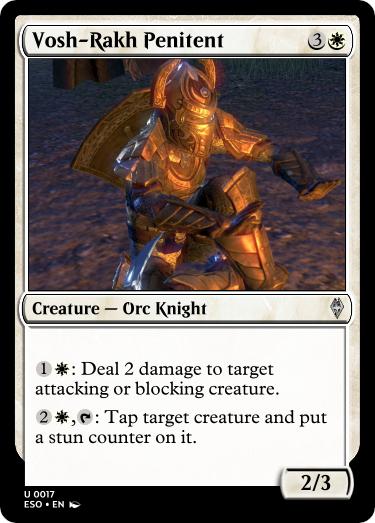 Vosh-Rakh Penitent 3
Creature — Orc Knight
1 : Deal 2 damage to target
attacking or blocking creature.
2 , : Tap target creature and put
a stun counter on it.
2/3
U 0017
ESO • EN